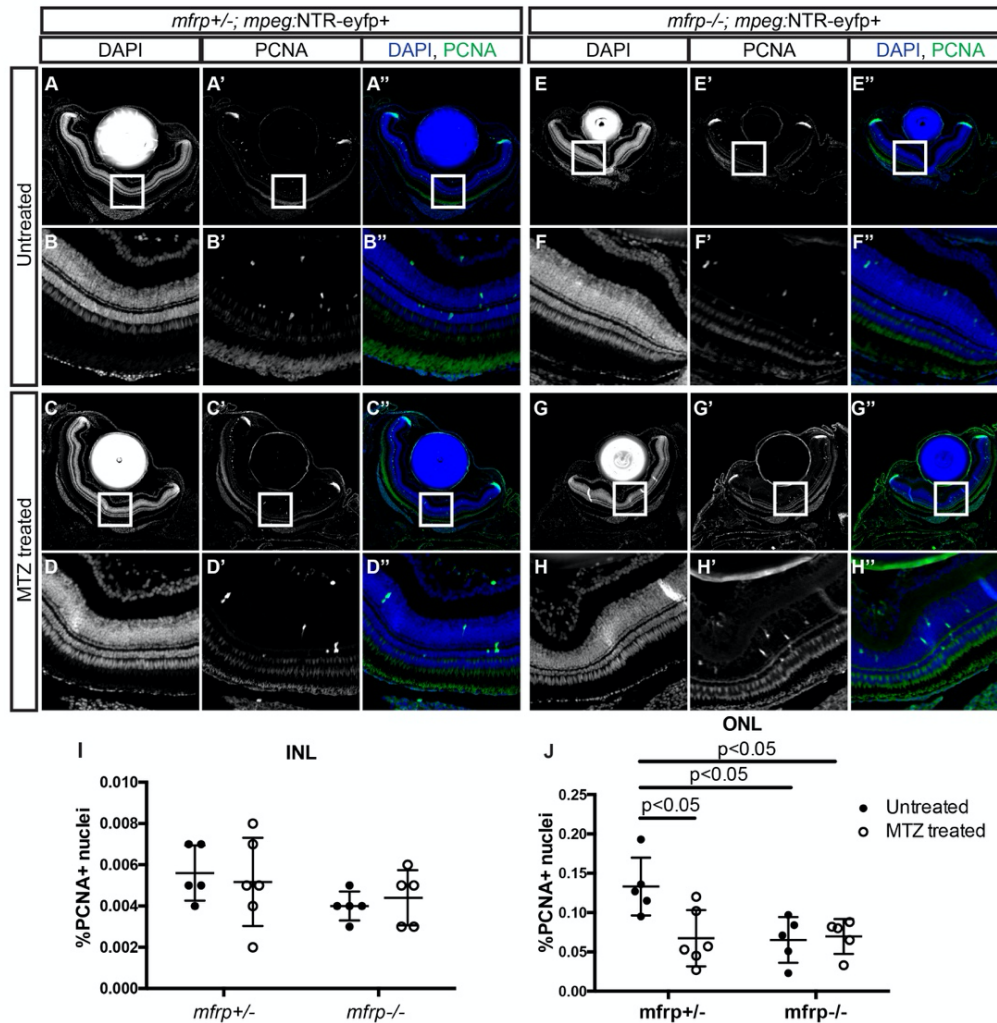 mfrp+/-; mpeg:NTR-eyfp+ mfrp-/-; mpeg:NTR-eyfp+
DAPI PCNA DAPI, PCNA DAPI PCNA DAPI, PCNA
Untreated
A A' A'' E E' E''
B B' B'' F F' F''
MTZ treated
C C' C'' G G' G''
D D' D'' H H' H''
I INL
%PCNA+ nuclei
0.010
0.008
0.006
0.004
0.002
0.000
mfrp+/- mfrp-/-
J ONL
p<0.05
p<0.05
p<0.05
%PCNA+ nuclei
0.25
0.20
0.15
0.10
0.05
0.00
mfrp+/- mfrp-/-
Untreated
MTZ treated